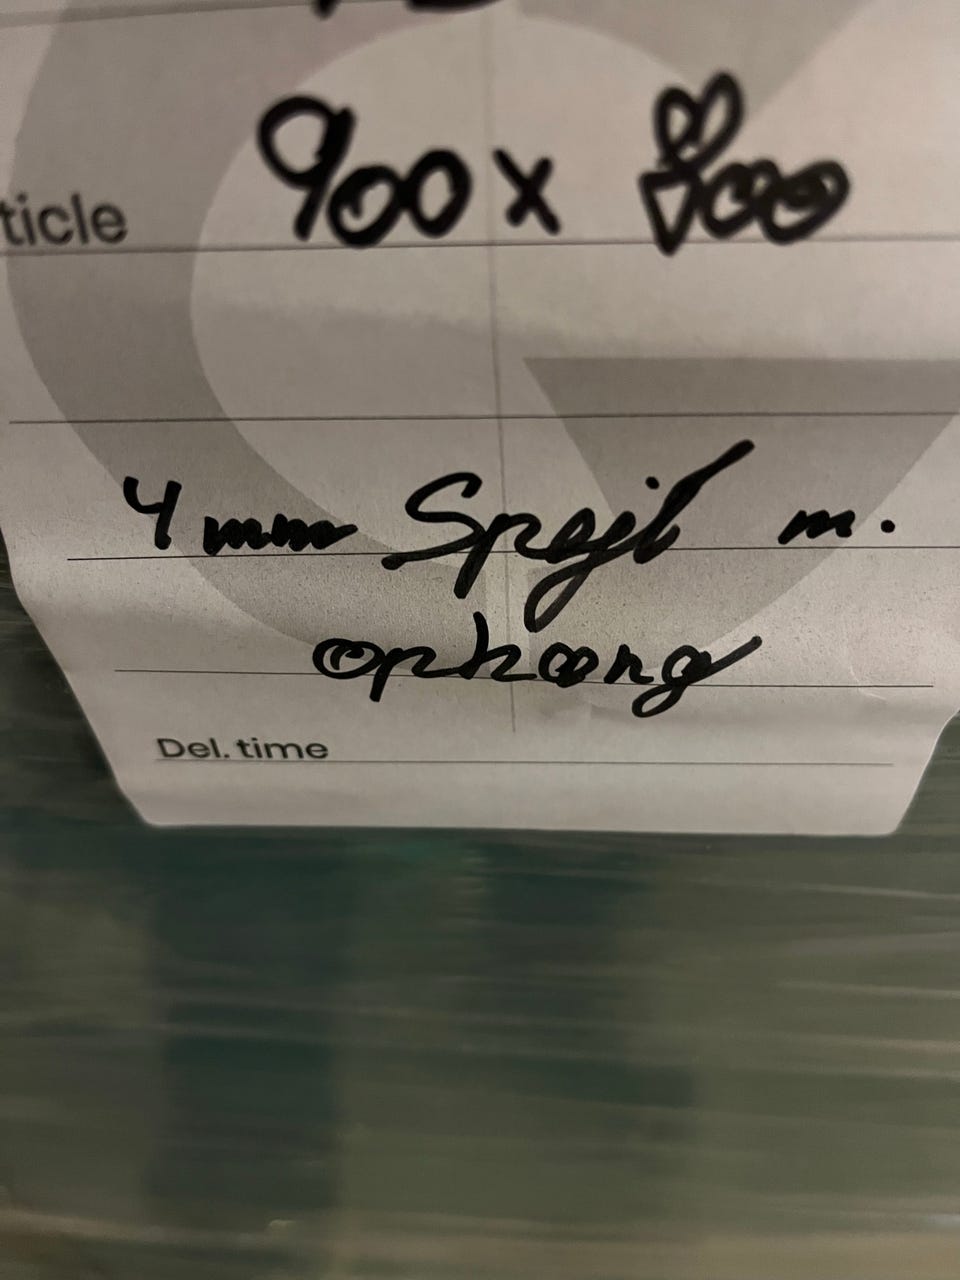 ticle 900 x 800
4 mm Spejl m.
ophæng
Del. time